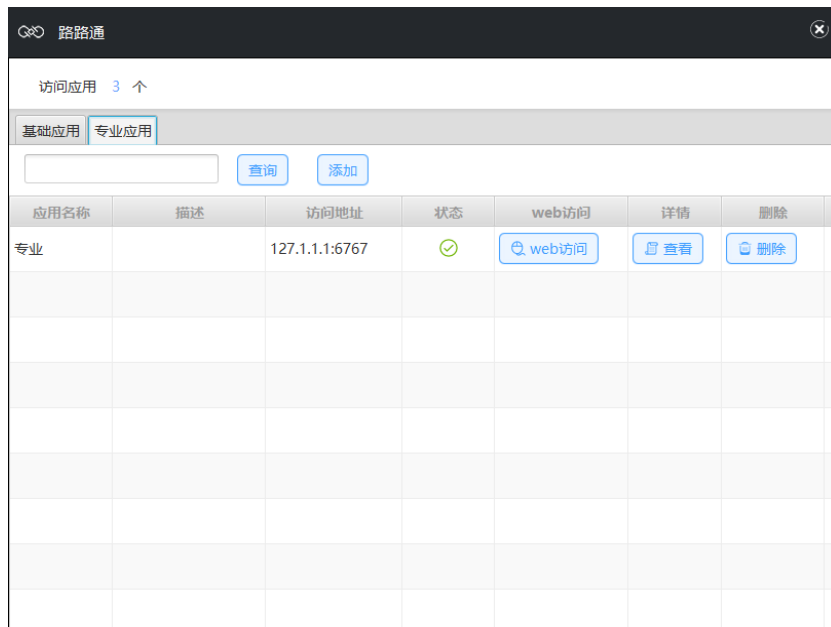 路路通
访问应用 3 个
基础应用 专业应用
查询 添加
应用名称 描述 访问地址 状态 web访问 详情 删除
专业 127.1.1.1:6767 web访问 查看 删除